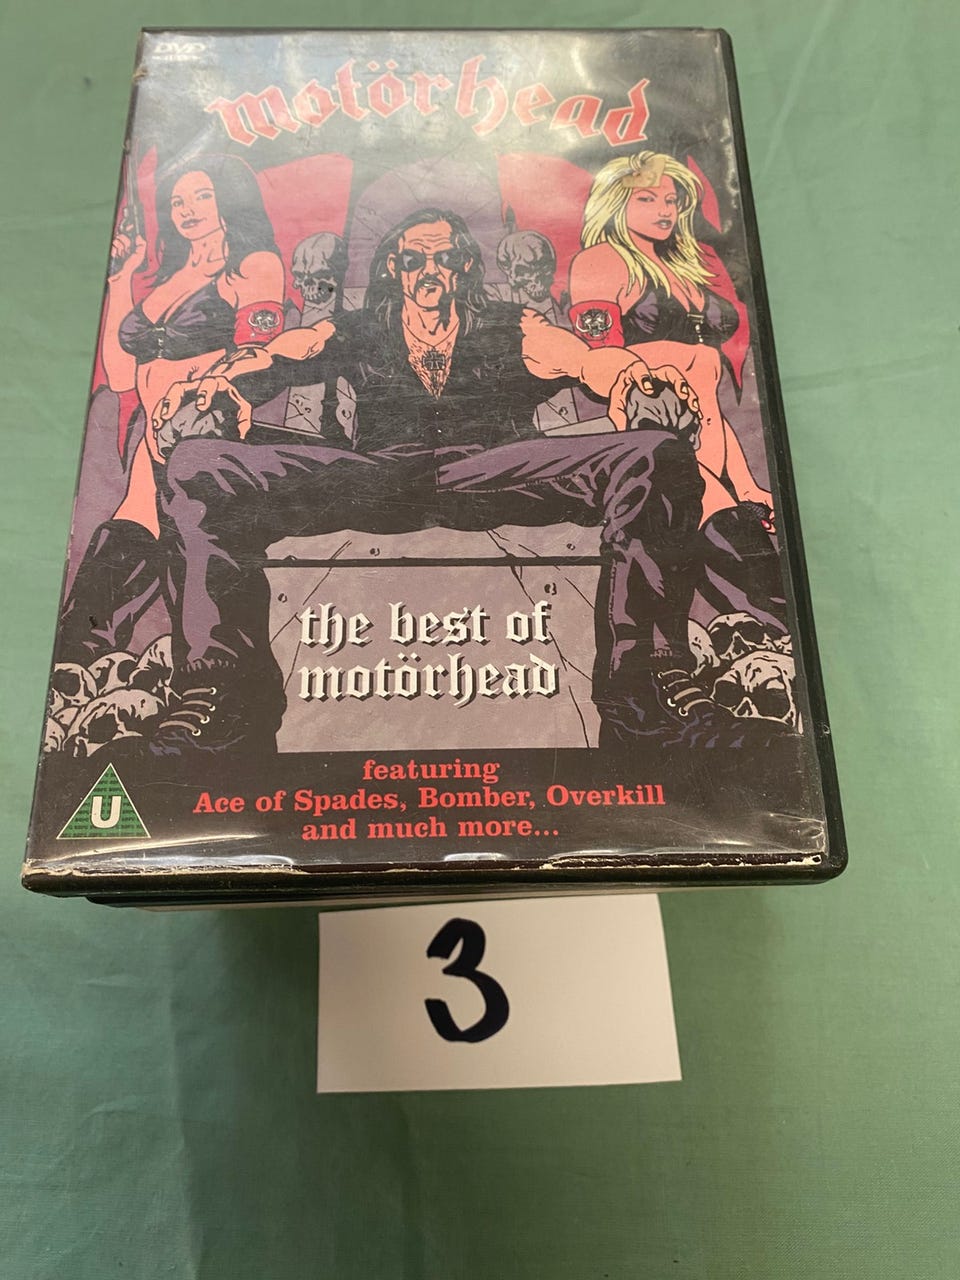 DVD
motörhead
the best of
motörhead
featuring
Ace of Spades, Bomber, Overkill
and much more...
U
3